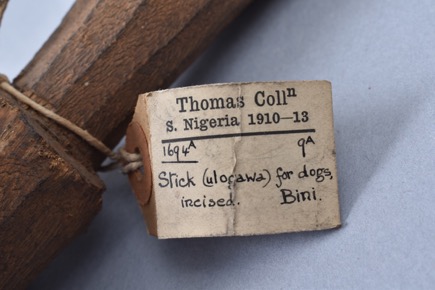 Thomas Collⁿ
S. Nigeria 1910—13
1694ᴬ 9ᴬ
Stick (ulogawa) for dogs,
incised. Bini.